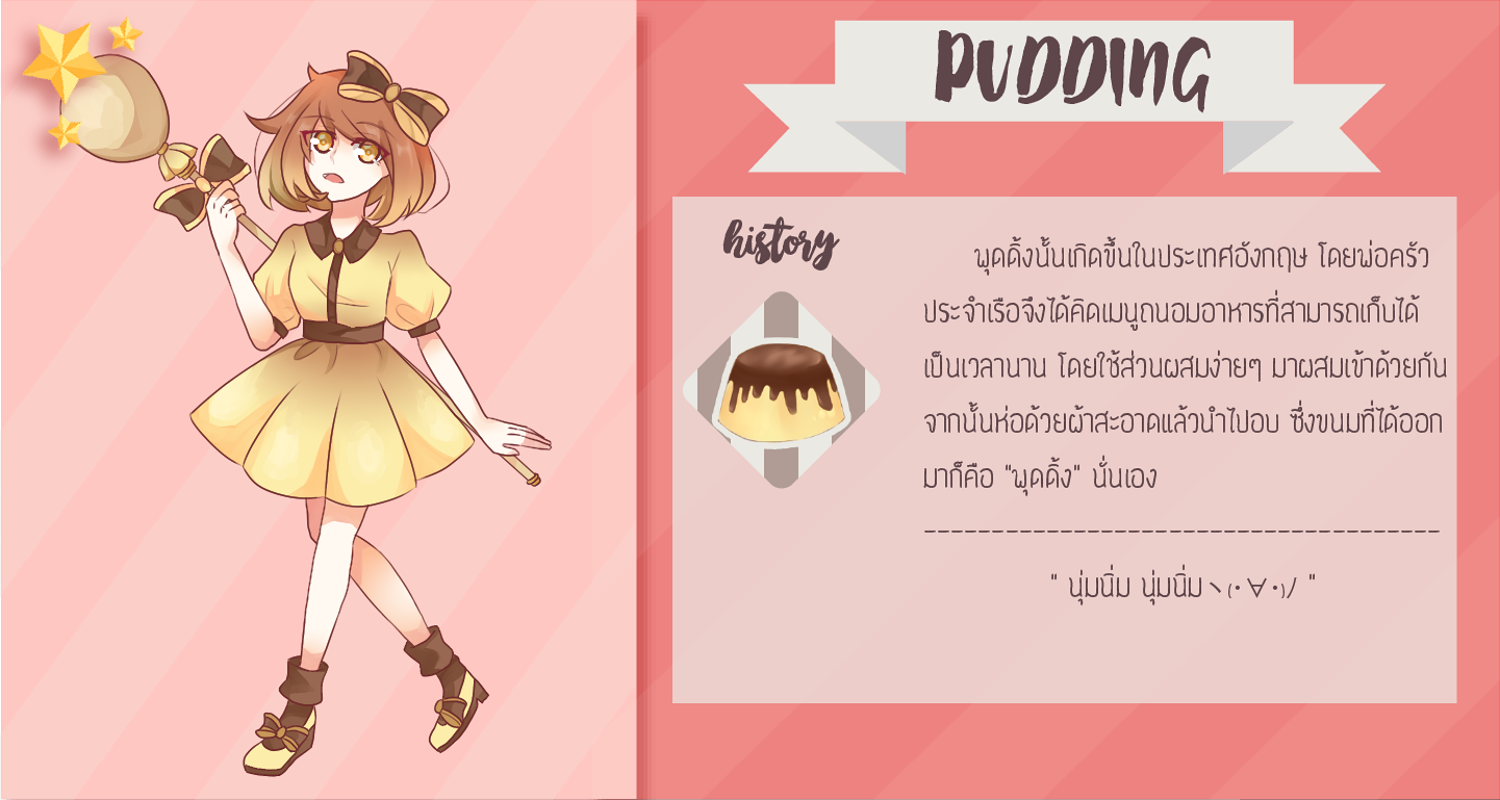 PUDDING
history
พุดดิ้งนั้นเกิดขึ้นในประเทศอังกฤษ โดยพ่อครัว
ประจำเรือจึงได้คิดเมนูถนอมอาหารที่สามารถเก็บได้
เป็นเวลานาน โดยใช้ส่วนผสมง่ายๆ มาผสมเข้าด้วยกัน
จากนั้นห่อด้วยผ้าสะอาดแล้วนำไปอบ ซึ่งขนมที่ได้ออก
มาก็คือ "พุดดิ้ง" นั่นเอง
---------------------------------------
" นุ่มนิ่ม นุ่มนิ่มヽ(·∀·)ﾉ "